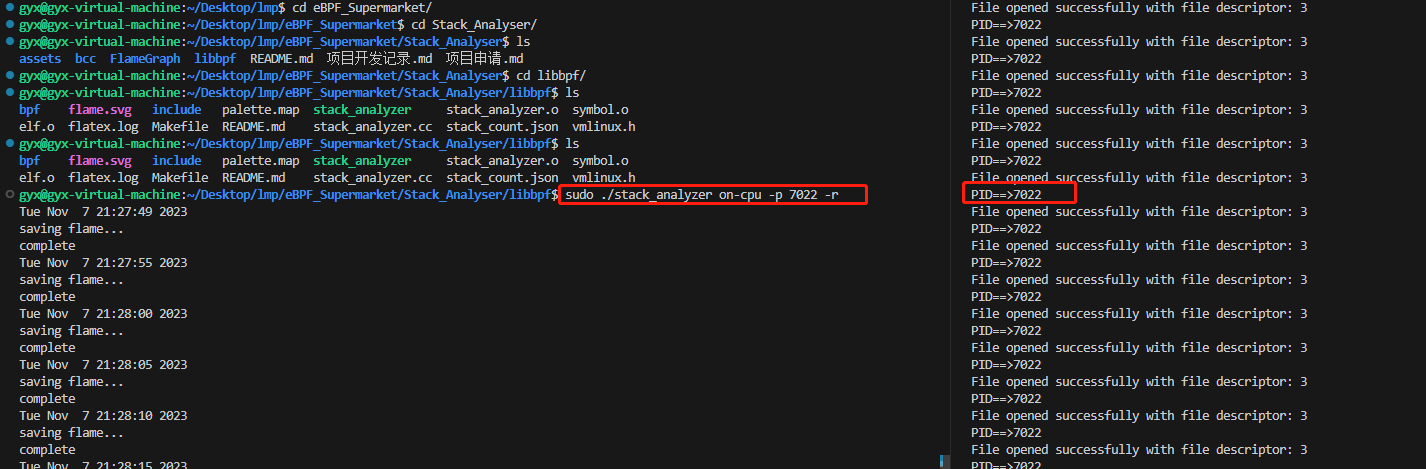 gyx@gyx-virtual-machine:~/Desktop/lmp$ cd eBPF_Supermarket/
gyx@gyx-virtual-machine:~/Desktop/lmp/eBPF_Supermarket$ cd Stack_Analyser/
gyx@gyx-virtual-machine:~/Desktop/lmp/eBPF_Supermarket/Stack_Analyser$ ls
assets bcc FlameGraph libbpf README.md 项目开发记录.md 项目申请.md
gyx@gyx-virtual-machine:~/Desktop/lmp/eBPF_Supermarket/Stack_Analyser$ cd libbpf/
gyx@gyx-virtual-machine:~/Desktop/lmp/eBPF_Supermarket/Stack_Analyser/libbpf$ ls
bpf flame.svg include palette.map stack_analyzer stack_analyzer.o symbol.o
elf.o flatex.log Makefile README.md stack_analyzer.cc stack_count.json vmlinux.h
gyx@gyx-virtual-machine:~/Desktop/lmp/eBPF_Supermarket/Stack_Analyser/libbpf$ ls
bpf flame.svg include palette.map stack_analyzer stack_analyzer.o symbol.o
elf.o flatex.log Makefile README.md stack_analyzer.cc stack_count.json vmlinux.h
gyx@gyx-virtual-machine:~/Desktop/lmp/eBPF_Supermarket/Stack_Analyser/libbpf$ sudo ./stack_analyzer on-cpu -p 7022 -r
Tue Nov  7 21:27:49 2023
saving flame...
complete
Tue Nov  7 21:27:55 2023
saving flame...
complete
Tue Nov  7 21:28:00 2023
saving flame...
complete
Tue Nov  7 21:28:05 2023
saving flame...
complete
Tue Nov  7 21:28:10 2023
saving flame...
complete
Tue Nov  7 21:28:15 2023
File opened successfully with file descriptor: 3
PID==>7022
File opened successfully with file descriptor: 3
PID==>7022
File opened successfully with file descriptor: 3
PID==>7022
File opened successfully with file descriptor: 3
PID==>7022
File opened successfully with file descriptor: 3
PID==>7022
File opened successfully with file descriptor: 3
PID==>7022
File opened successfully with file descriptor: 3
PID==>7022
File opened successfully with file descriptor: 3
PID==>7022
File opened successfully with file descriptor: 3
PID==>7022
File opened successfully with file descriptor: 3
PID==>7022
File opened successfully with file descriptor: 3
PID==>7022
File opened successfully with file descriptor: 3
PID==>7022
File opened successfully with file descriptor: 3
PID==>7022
File opened successfully with file descriptor: 3